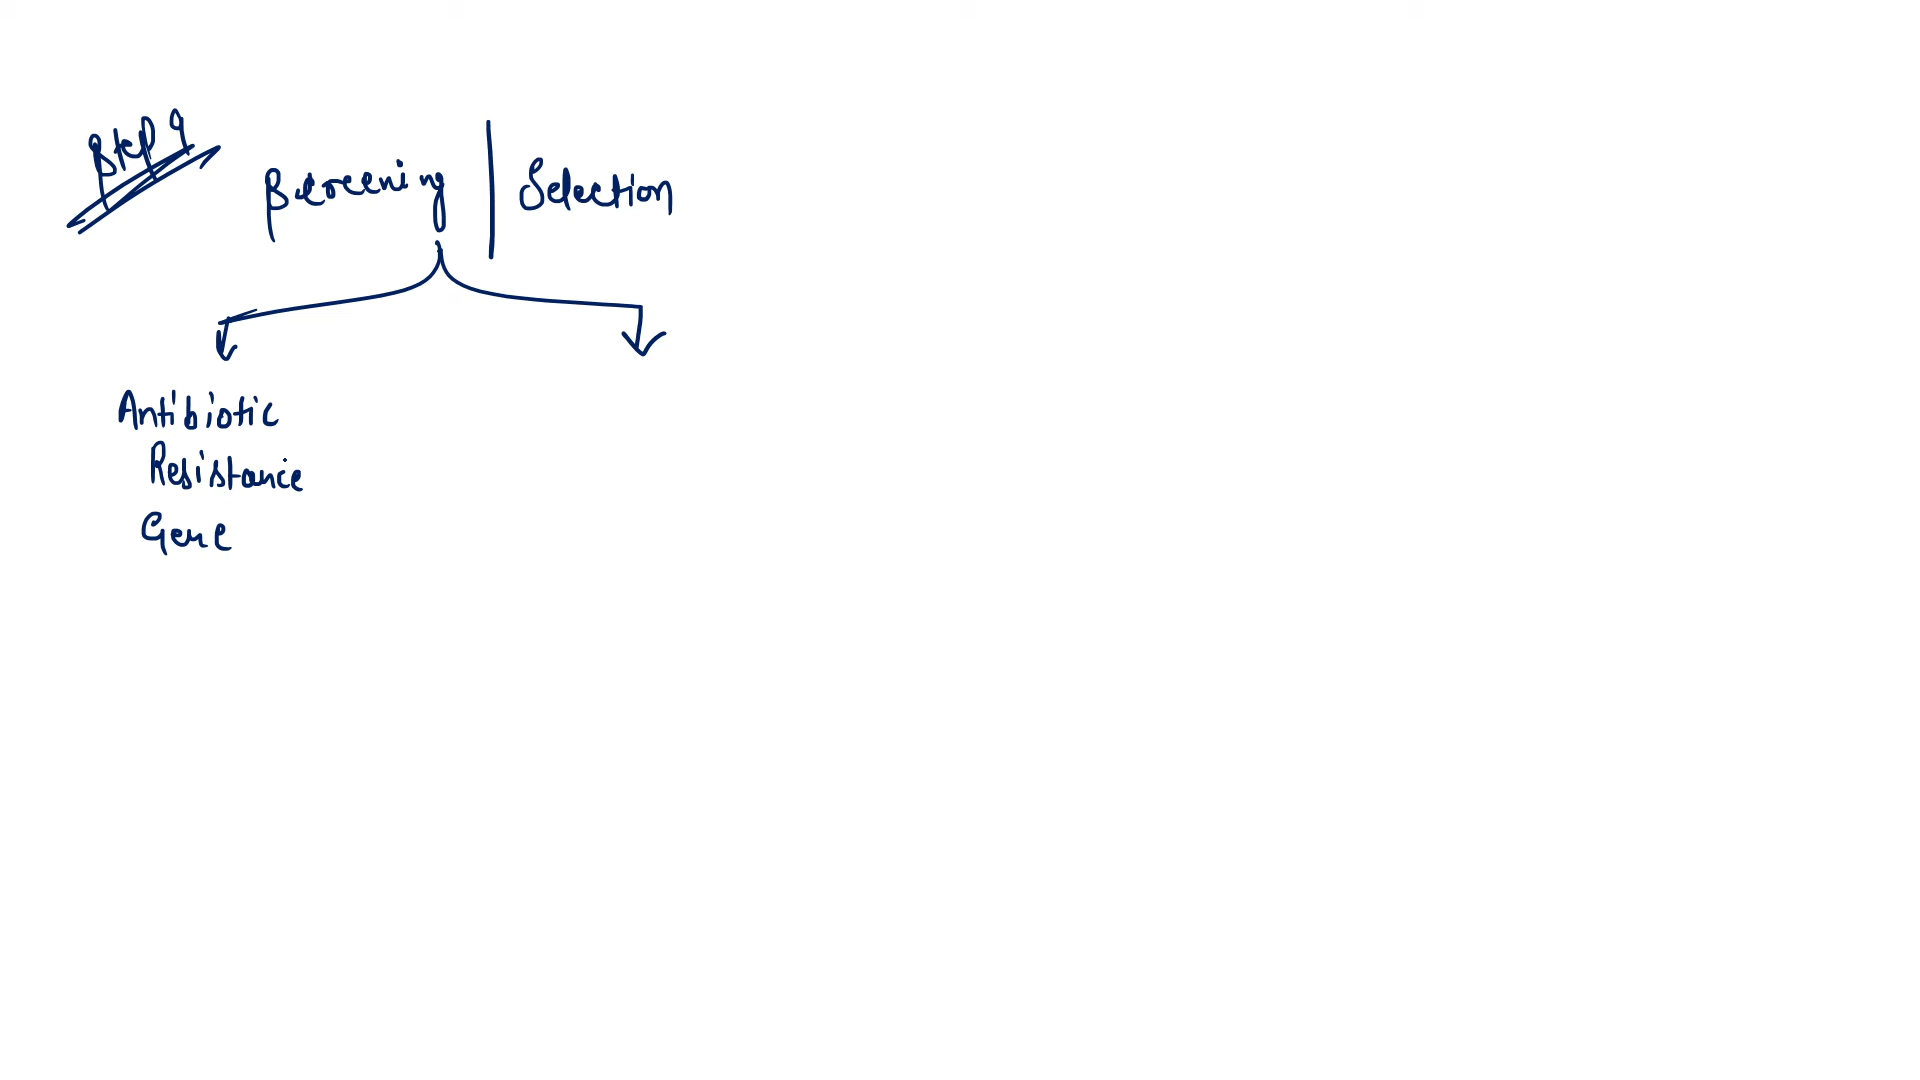 Step 9
Screening | Selection
Antibiotic
Resistance
Gene